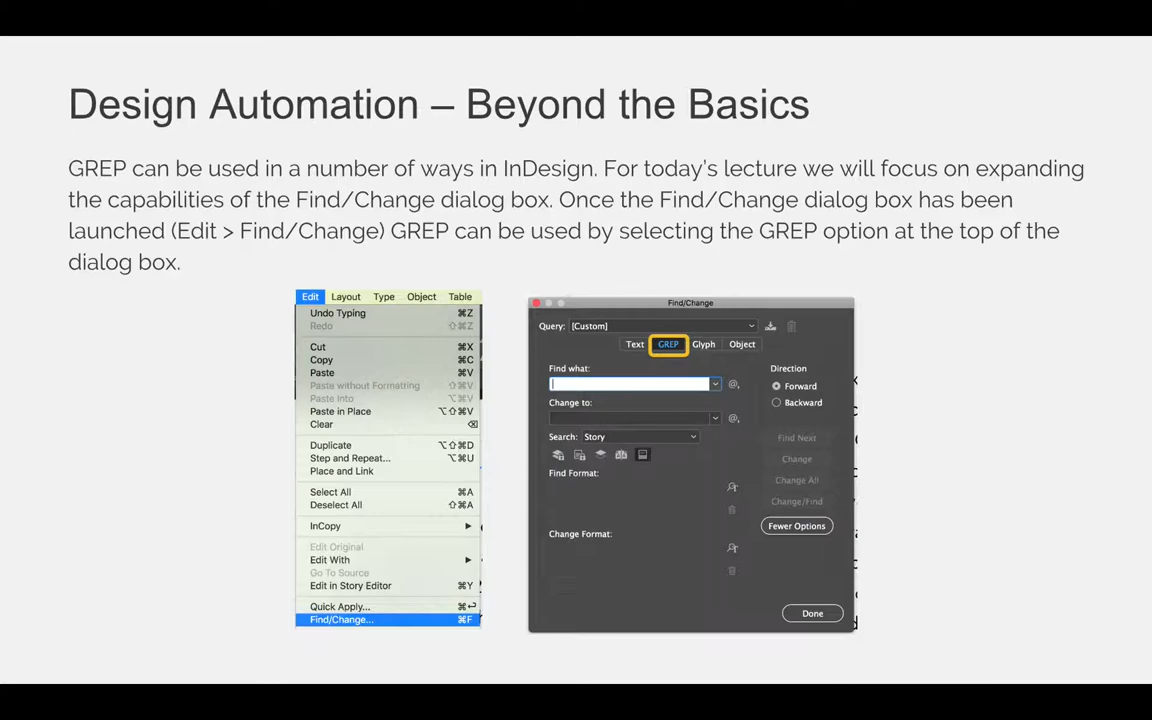 Design Automation – Beyond the Basics
GREP can be used in a number of ways in InDesign. For today's lecture we will focus on expanding
the capabilities of the Find/Change dialog box. Once the Find/Change dialog box has been
launched (Edit > Find/Change) GREP can be used by selecting the GREP option at the top of the
dialog box.
Edit Layout Type Object Table
Undo Typing ⌘Z
Redo ⇧⌘Z
Cut ⌘X
Copy ⌘C
Paste ⌘V
Paste without Formatting ⇧⌘V
Paste Into ⌥⌘V
Paste in Place ⌥⇧⌘V
Clear ⌫
Duplicate ⌥⇧⌘D
Step and Repeat... ⌥⌘U
Place and Link
Select All ⌘A
Deselect All ⇧⌘A
InCopy
Edit Original
Edit With
Go To Source
Edit in Story Editor ⌘Y
Quick Apply... ⌘↩
Find/Change... ⌘F
Find/Change
Query: [Custom]
Text GREP Glyph Object
Find what:
Change to:
Search: Story
Find Format:
Change Format:
Direction
Forward
Backward
Find Next
Change
Change All
Change/Find
Fewer Options
Done